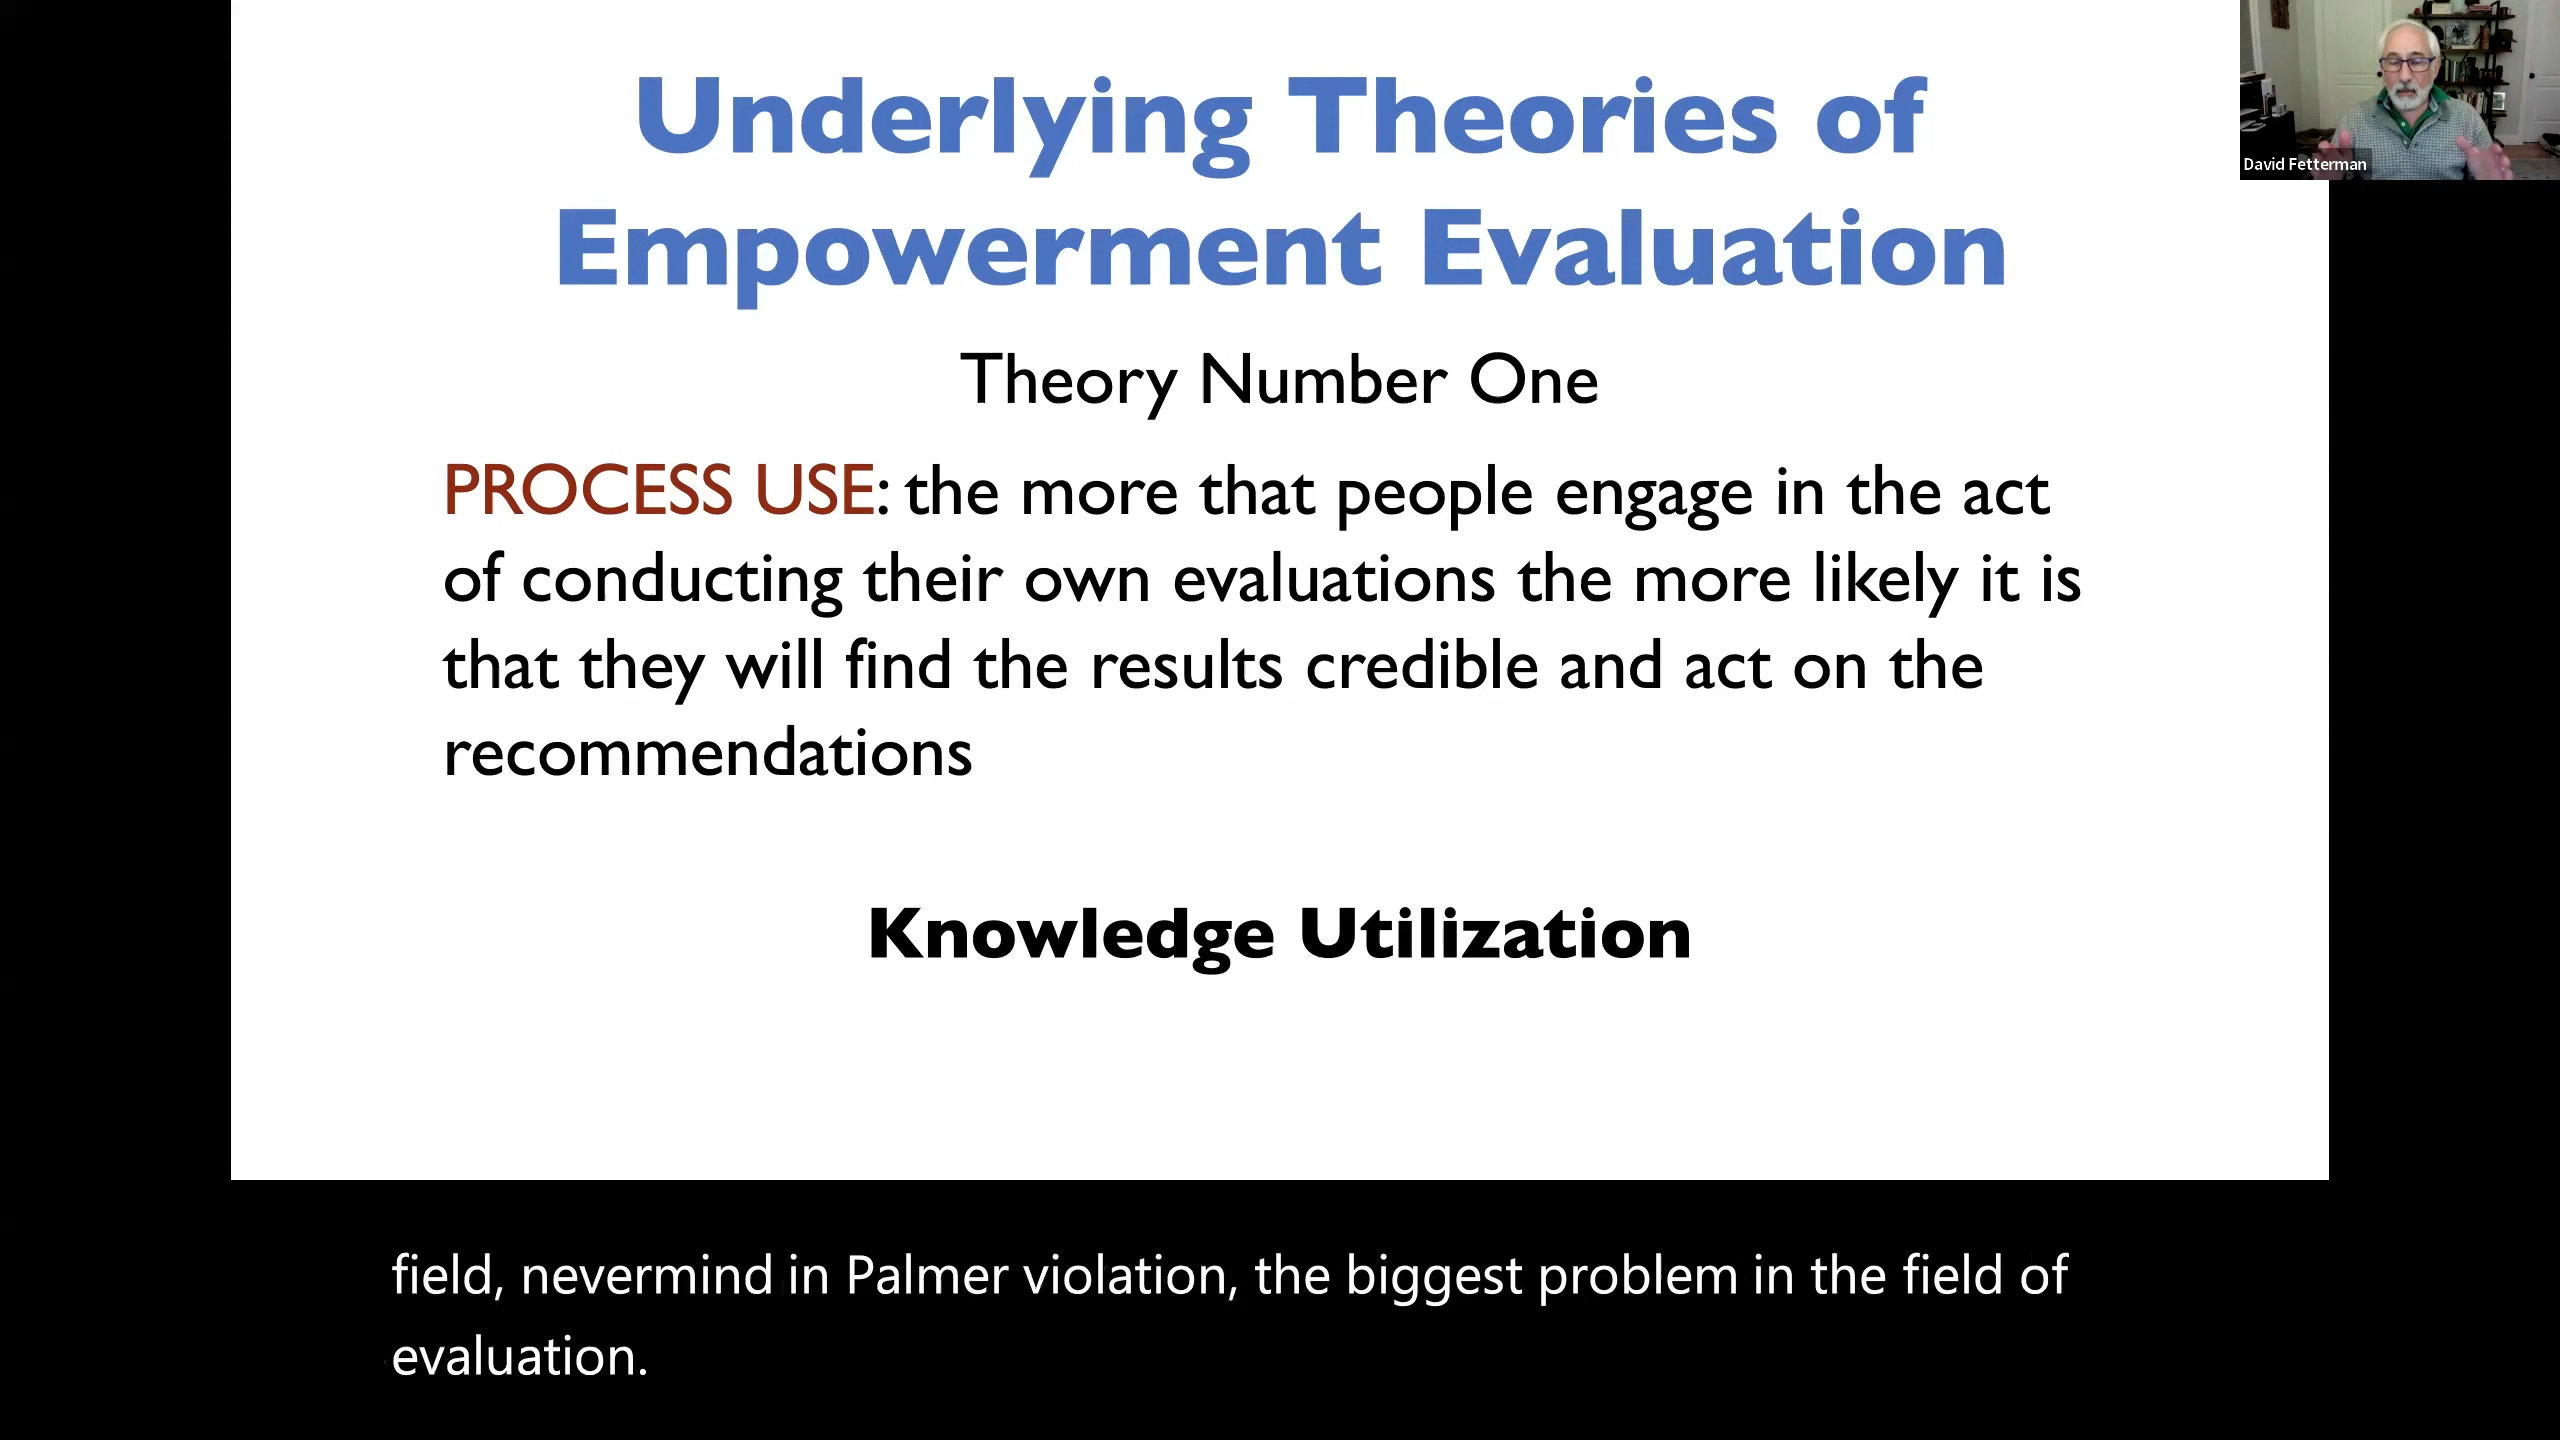 Underlying Theories of
Empowerment Evaluation
Theory Number One
PROCESS USE: the more that people engage in the act
of conducting their own evaluations the more likely it is
that they will find the results credible and act on the
recommendations
Knowledge Utilization
David Fetterman
field, nevermind in Palmer violation, the biggest problem in the field of
evaluation.